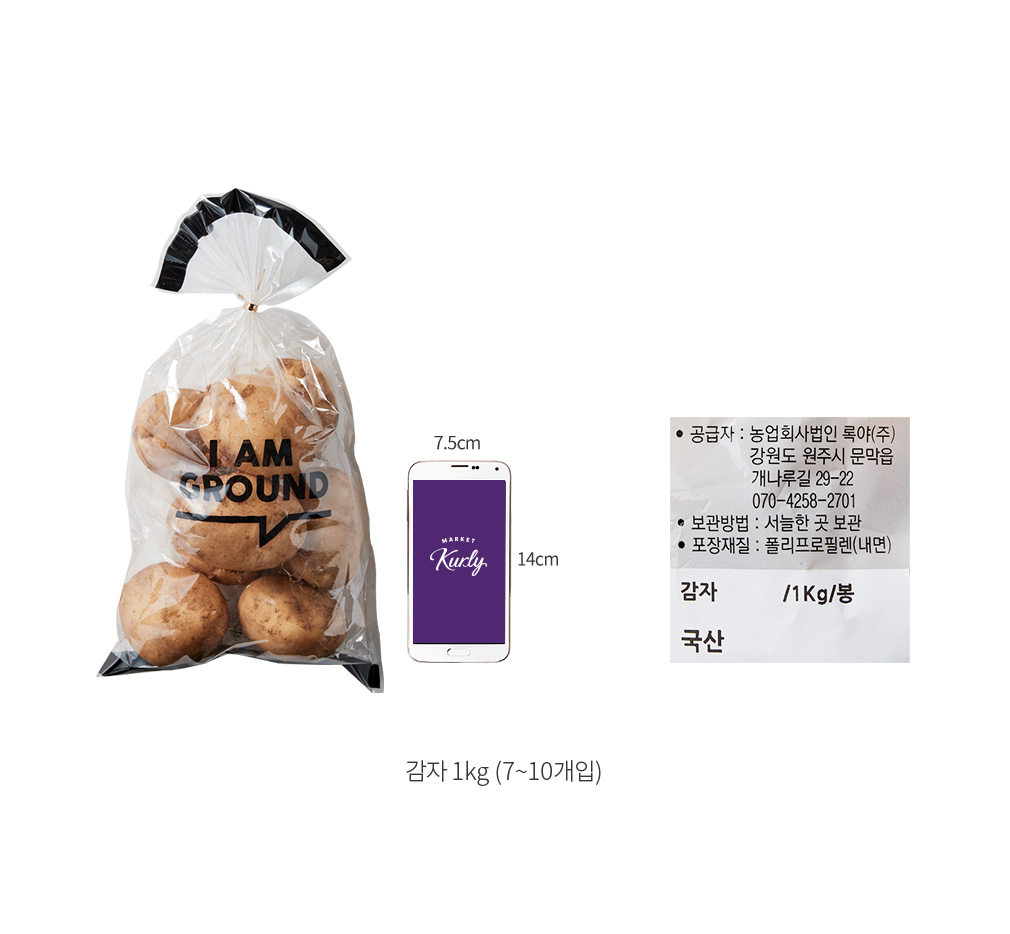 I AM
GROUND
7.5cm
MARKET
Kurly
14cm
• 공급자 : 농업회사법인 록야(주)
강원도 원주시 문막읍
개나루길 29-22
070-4258-2701
• 보관방법 : 서늘한 곳 보관
• 포장재질 : 폴리프로필렌(내면)
감자 /1Kg/봉
국산
감자 1kg (7~10개입)